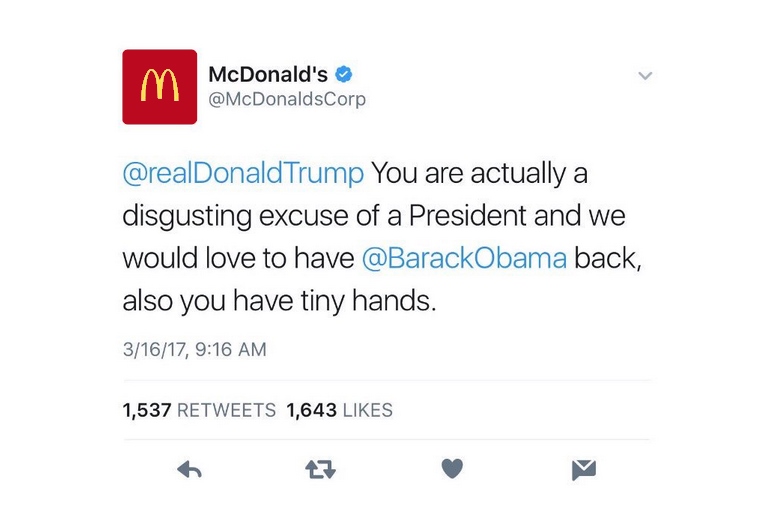 McDonald's
@McDonaldsCorp
@realDonaldTrump You are actually a
disgusting excuse of a President and we
would love to have @BarackObama back,
also you have tiny hands.
3/16/17, 9:16 AM
1,537 RETWEETS 1,643 LIKES